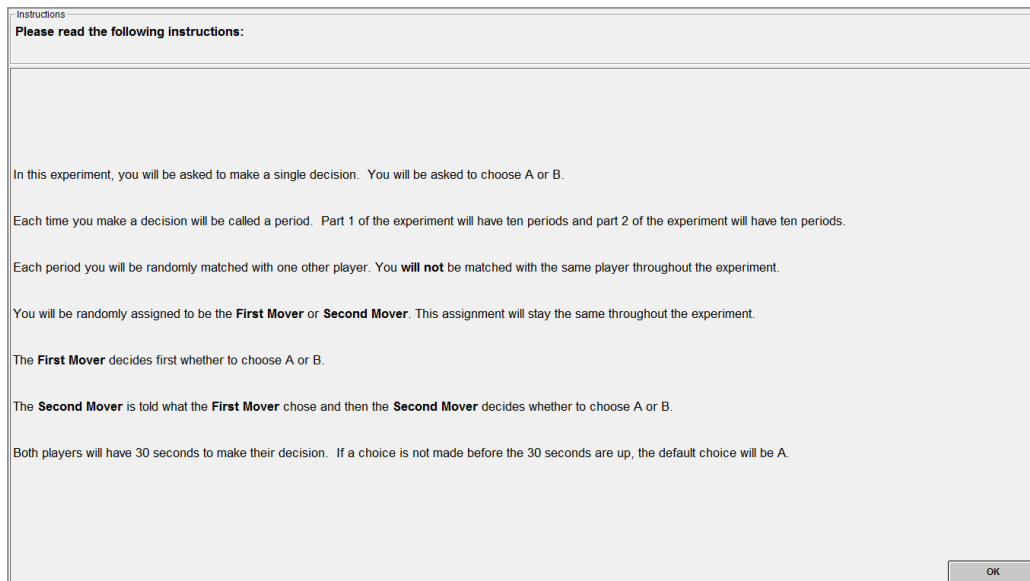 Instructions
Please read the following instructions:
In this experiment, you will be asked to make a single decision.  You will be asked to choose A or B.
Each time you make a decision will be called a period.  Part 1 of the experiment will have ten periods and part 2 of the experiment will have ten periods.
Each period you will be randomly matched with one other player. You will not be matched with the same player throughout the experiment.
You will be randomly assigned to be the First Mover or Second Mover. This assignment will stay the same throughout the experiment.
The First Mover decides first whether to choose A or B.
The Second Mover is told what the First Mover chose and then the Second Mover decides whether to choose A or B.
Both players will have 30 seconds to make their decision.  If a choice is not made before the 30 seconds are up, the default choice will be A.
OK